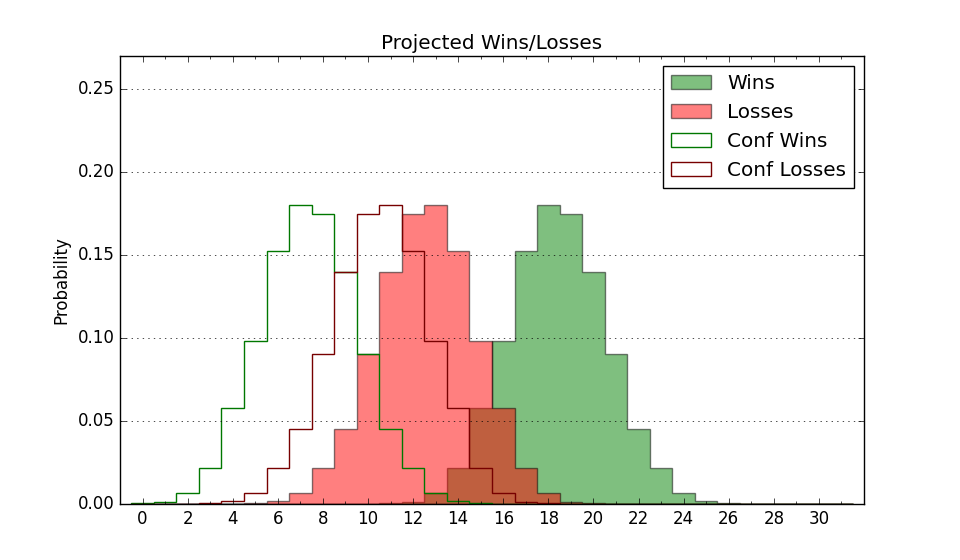 Projected Wins/Losses
Wins
Losses
Conf Wins
Conf Losses
Probability
0.25
0.20
0.15
0.10
0.05
0.00
0 2 4 6 8 10 12 14 16 18 20 22 24 26 28 30